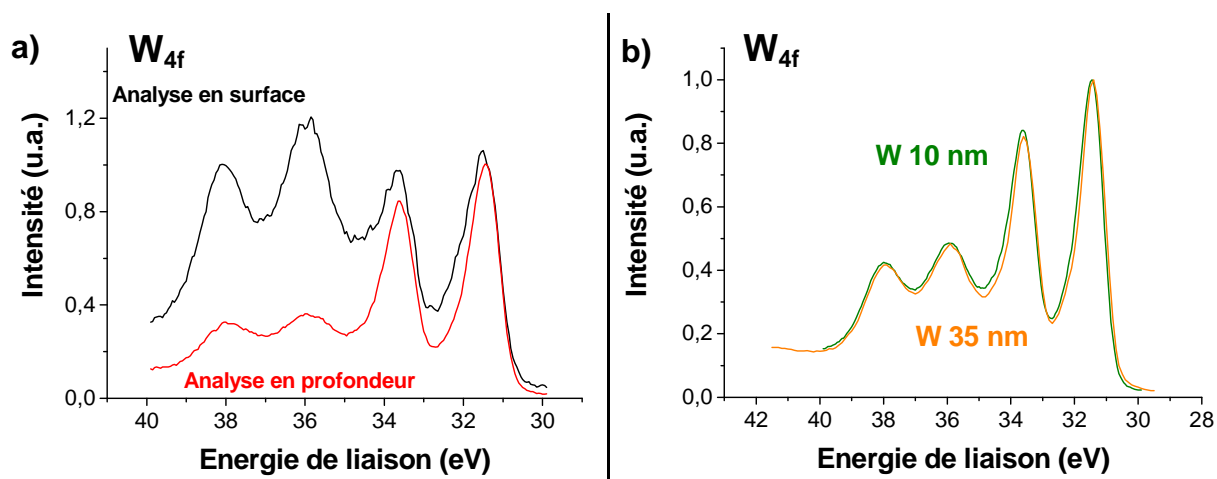 a)
W4f
Analyse en surface
Intensité (u.a.)
1,2
0,8
0,4
0,0
Analyse en profondeur
40 38 36 34 32 30
Energie de liaison (eV)
b)
W4f
Intensité (u.a.)
1,0
0,8
0,6
0,4
0,2
0,0
W 10 nm
W 35 nm
42 40 38 36 34 32 30 28
Energie de liaison (eV)